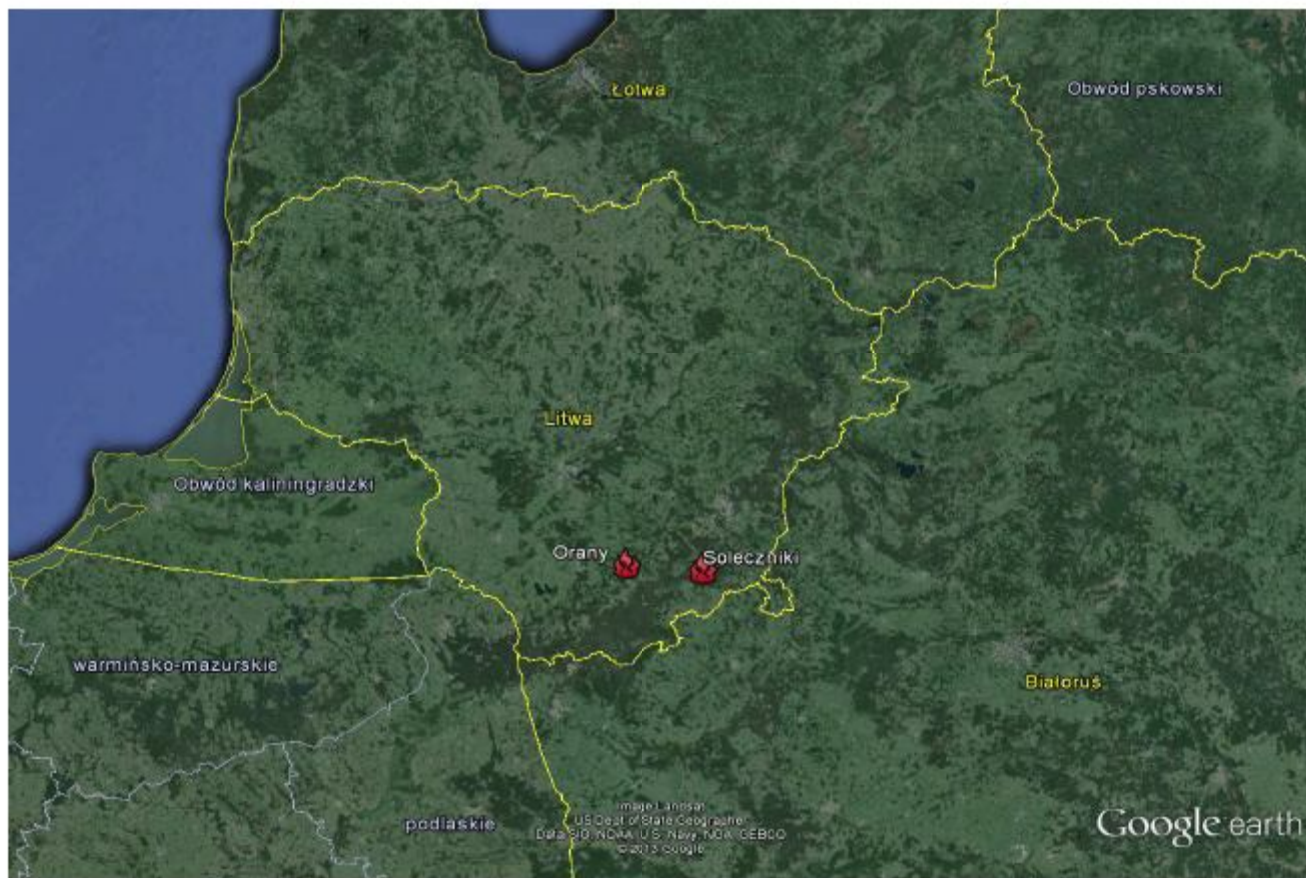 Łotwa
Obwód pskowski
Litwa
Obwód kaliningradzki
Orany
Soleczniki
warmińsko-mazurskie
Białoruś
podlaskie
Image Landsat
US Dept of State Geographer
Data SIO, NOAA, U.S. Navy, NGA, GEBCO
© 2013 Google
Google earth